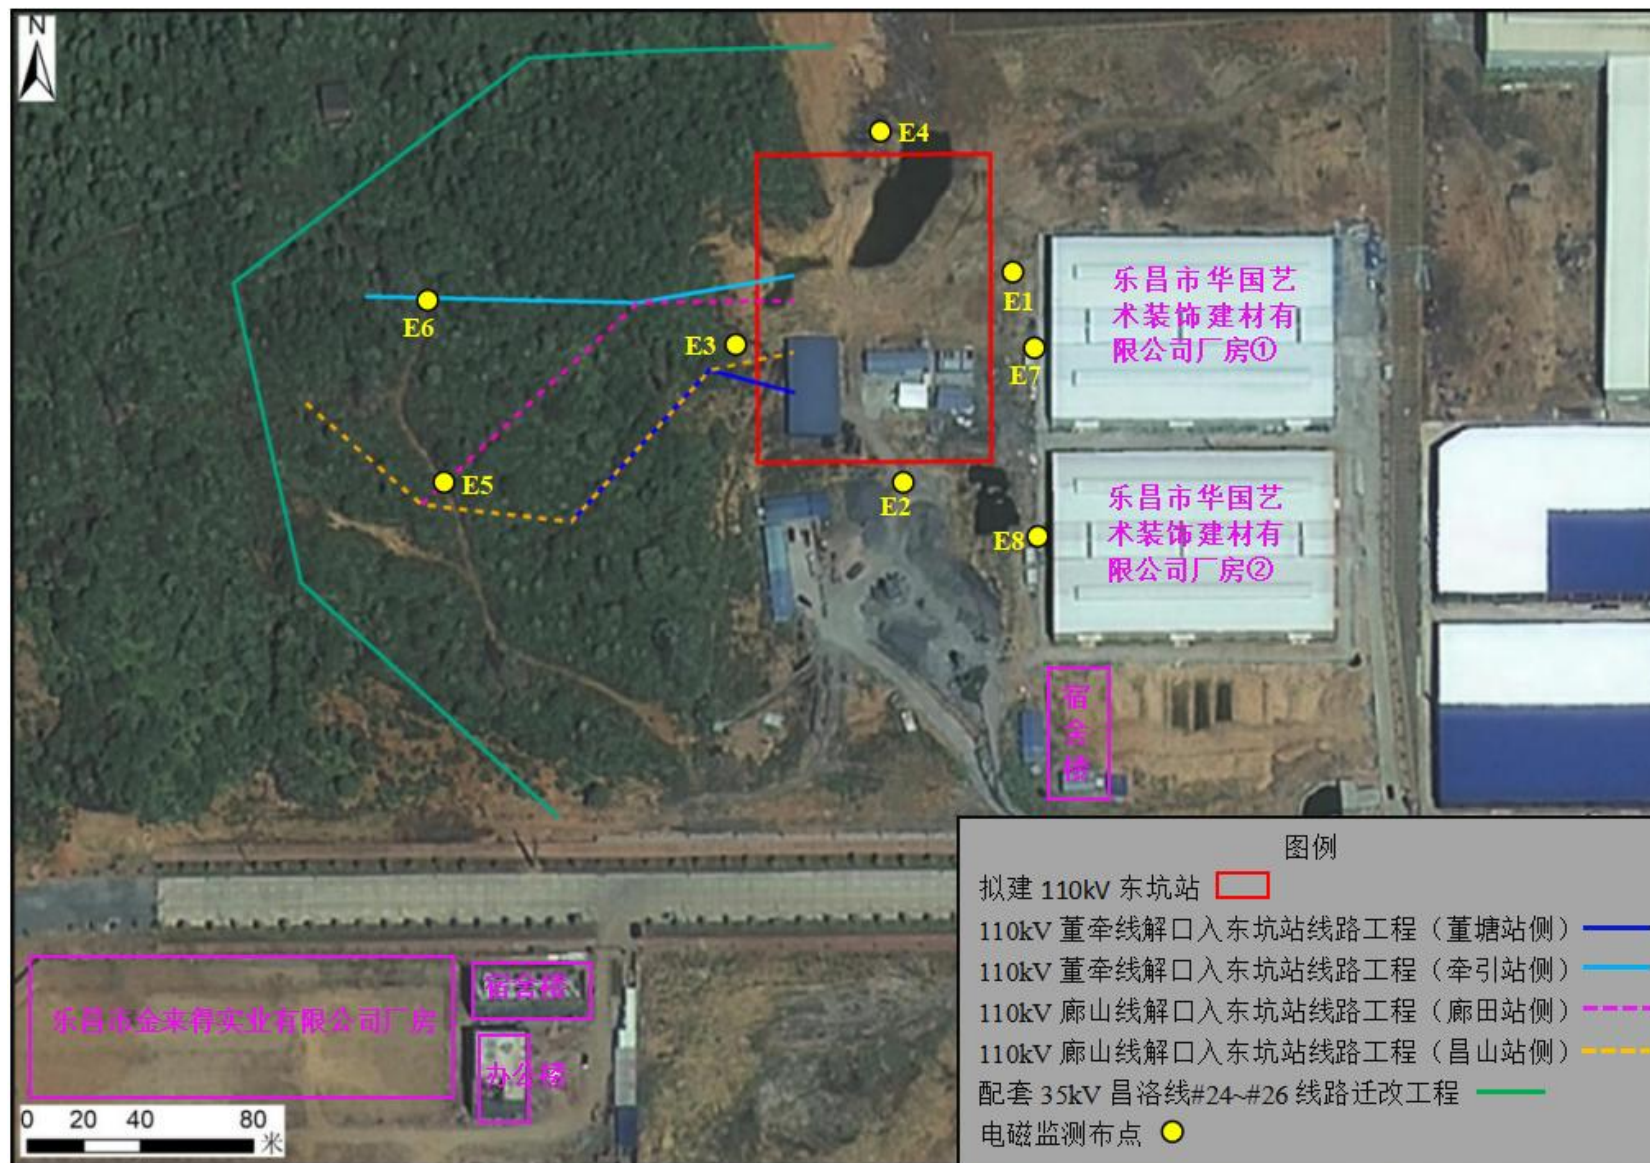 N
E4
E1
乐昌市华国艺
术装饰建材有
限公司厂房①
E6
E3
E7
E5
E2
乐昌市华国艺
术装饰建材有
限公司厂房②
E8
宿
舍
楼
图例
拟建 110kV 东坑站
110kV 董牵线解口入东坑站线路工程（董塘站侧）
110kV 董牵线解口入东坑站线路工程（牵引站侧）
110kV 廊山线解口入东坑站线路工程（廊田站侧）
110kV 廊山线解口入东坑站线路工程（昌山站侧）
配套 35kV 昌洛线#24~#26 线路迁改工程
电磁监测布点
宿舍楼
乐昌市金来得实业有限公司厂房
办公楼
0 20 40 80
米